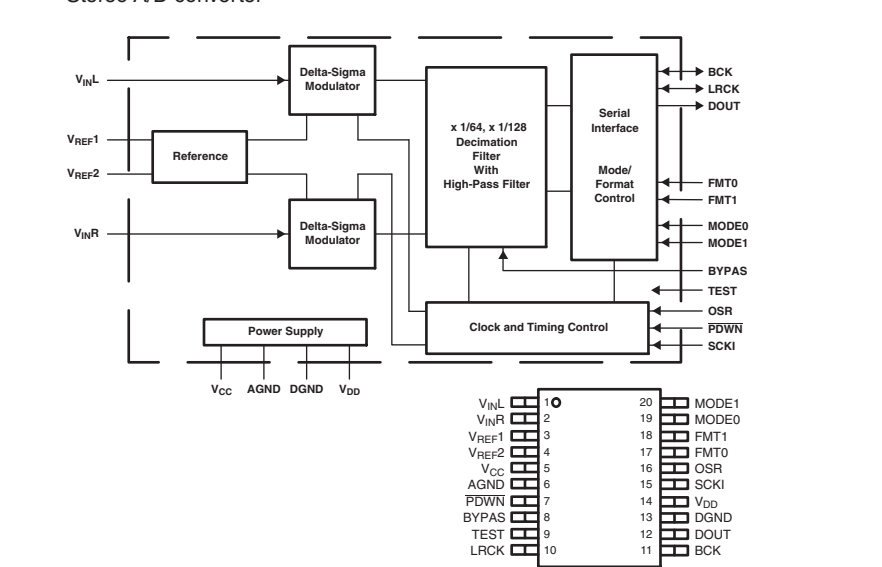 Stereo A/D converter
VINL
Delta-Sigma
Modulator
BCK
LRCK
DOUT
Serial
Interface
x 1/64, x 1/128
Decimation
Filter
With
High-Pass Filter
VREF1
Reference
VREF2
Mode/
Format
Control
FMT0
FMT1
Delta-Sigma
Modulator
VINR
MODE0
MODE1
BYPAS
TEST
OSR
PDWN
SCKI
Clock and Timing Control
Power Supply
VCC AGND DGND VDD
VINL 1 20 MODE1
VINR 2 19 MODE0
VREF1 3 18 FMT1
VREF2 4 17 FMT0
VCC 5 16 OSR
AGND 6 15 SCKI
PDWN 7 14 VDD
BYPAS 8 13 DGND
TEST 9 12 DOUT
LRCK 10 11 BCK